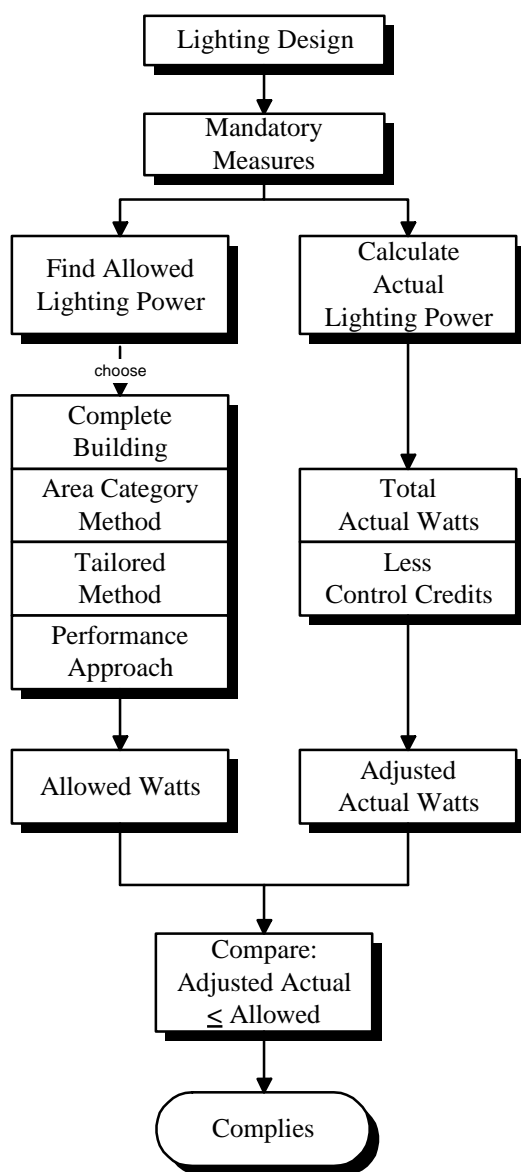 Lighting Design
Mandatory
Measures
Find Allowed
Lighting Power
choose
Complete
Building
Area Category
Method
Tailored
Method
Performance
Approach
Allowed Watts
Calculate
Actual
Lighting Power
Total
Actual Watts
Less
Control Credits
Adjusted
Actual Watts
Compare:
Adjusted Actual
≤ Allowed
Complies